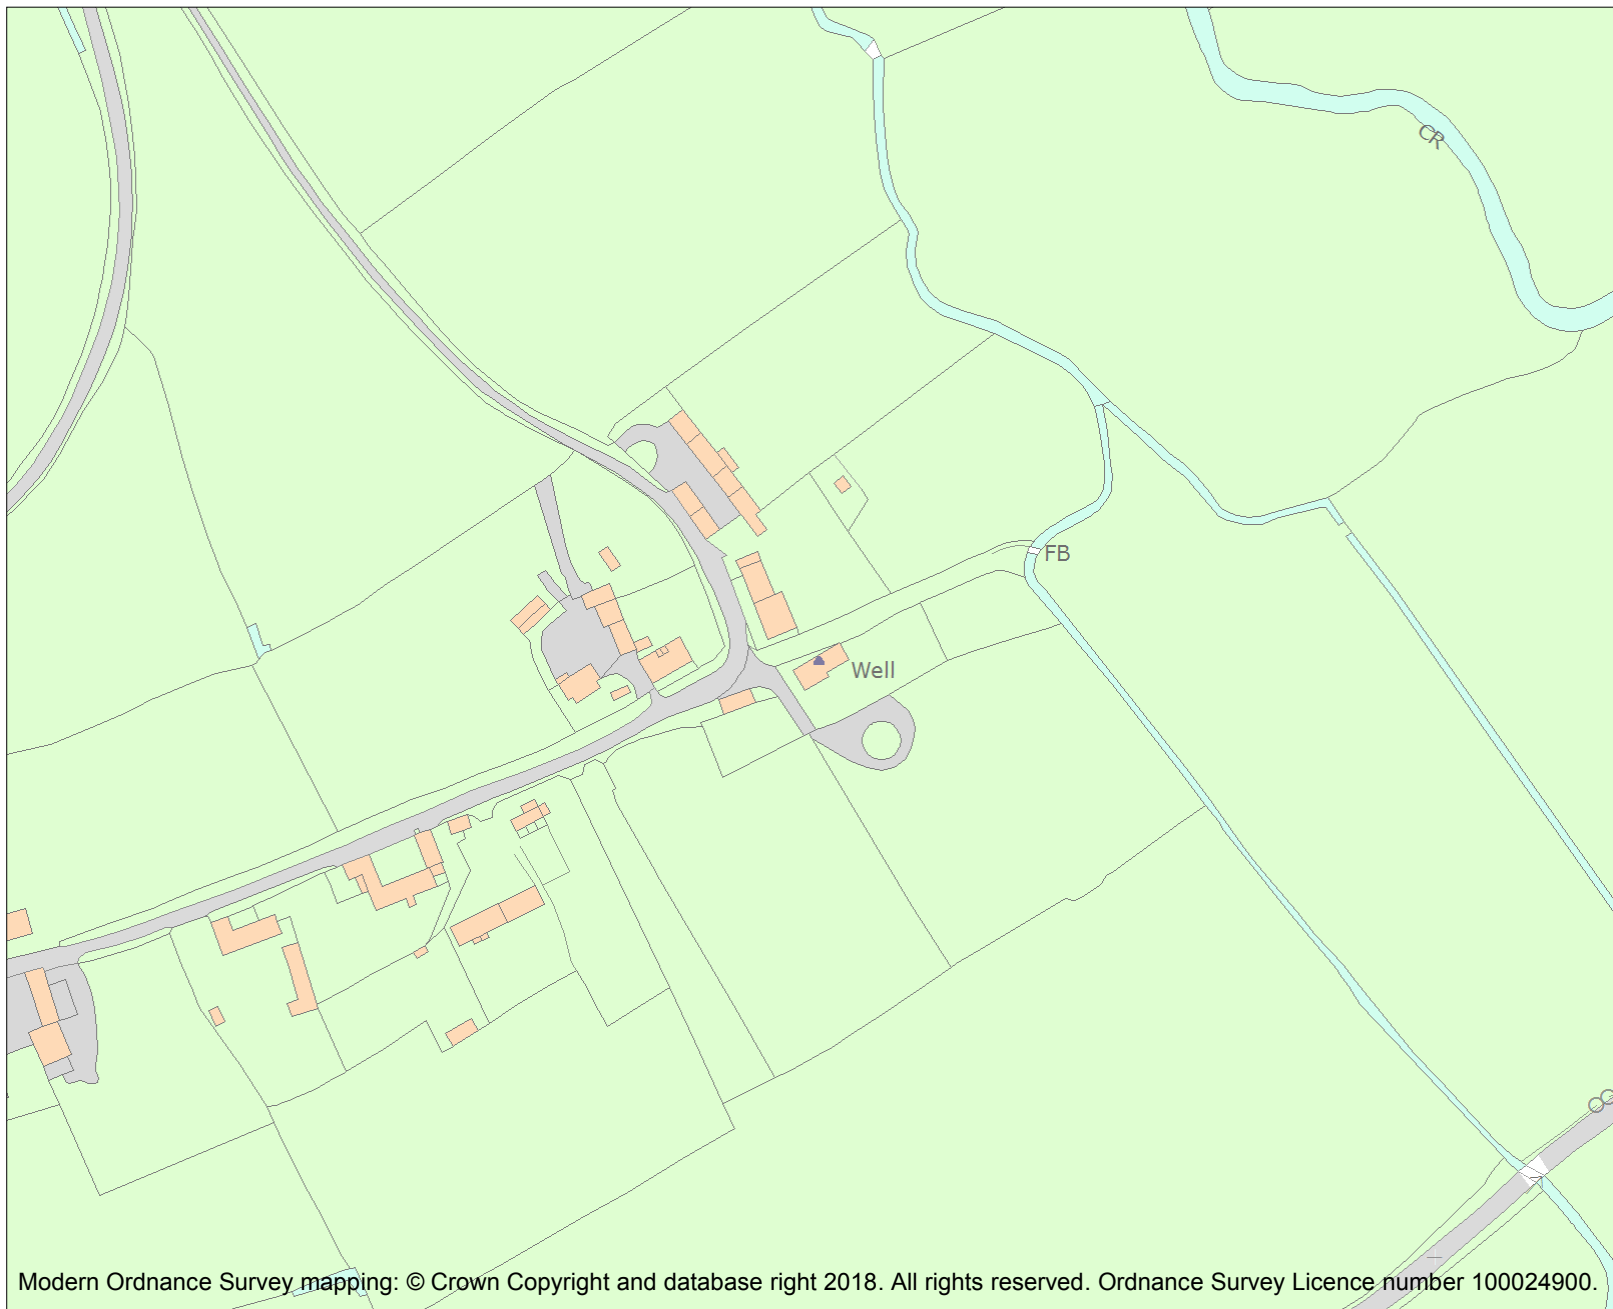 CR
FB
Well
Modern Ordnance Survey mapping: © Crown Copyright and database right 2018. All rights reserved. Ordnance Survey Licence number 100024900.